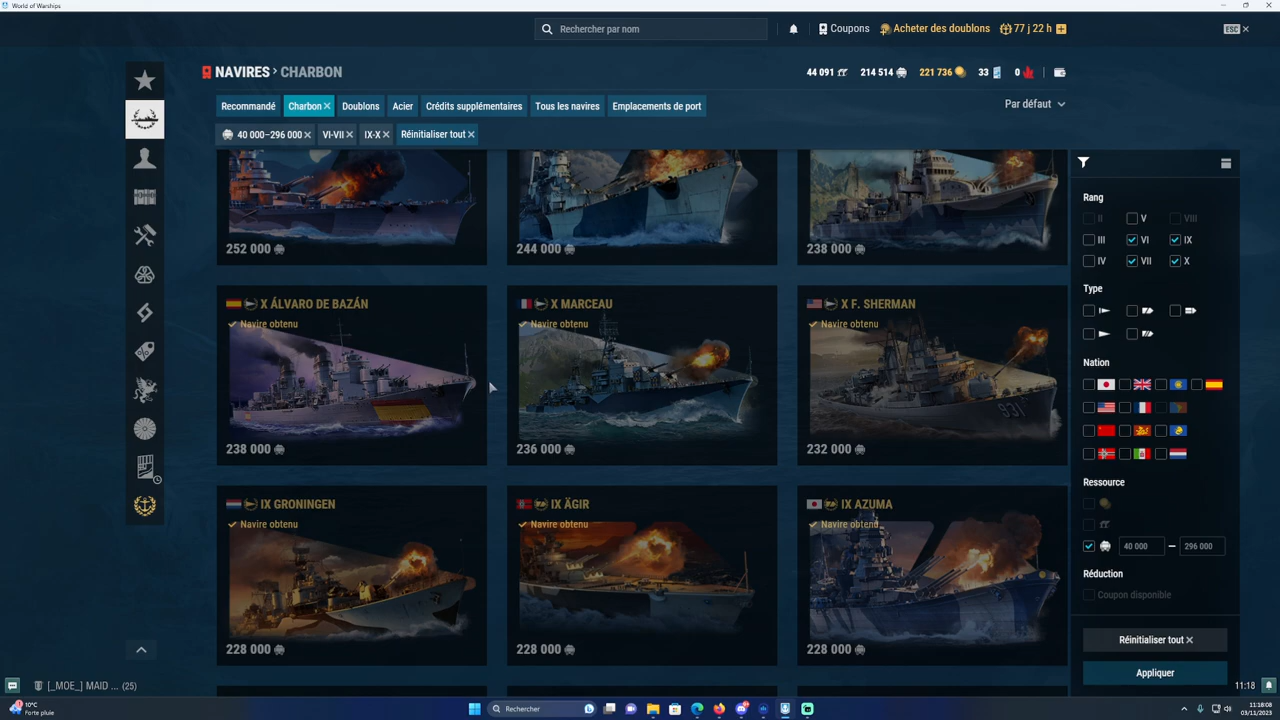 World of Warships
Rechercher par nom
Coupons
Acheter des doublons
77 j 22 h
ESC
NAVIRES > CHARBON
44 091
214 514
221 736
33
0
Recommandé
Charbon
Doublons
Acier
Crédits supplémentaires
Tous les navires
Emplacements de port
Par défaut
40 000–296 000
VI-VII
IX-X
Réinitialiser tout
252 000
244 000
238 000
X ÁLVARO DE BAZÁN
Navire obtenu
238 000
X MARCEAU
Navire obtenu
236 000
X F. SHERMAN
Navire obtenu
931
232 000
IX GRONINGEN
Navire obtenu
228 000
IX ÄGIR
Navire obtenu
228 000
IX AZUMA
Navire obtenu
228 000
Rang
II
V
VIII
III
VI
IX
IV
VII
X
Type
Nation
Ressource
40 000 – 296 000
Réduction
Coupon disponible
Réinitialiser tout
Appliquer
[_MOE_] MAID ... (25)
11:18
10°C
Forte pluie
Rechercher
11:18:08
03/11/2023